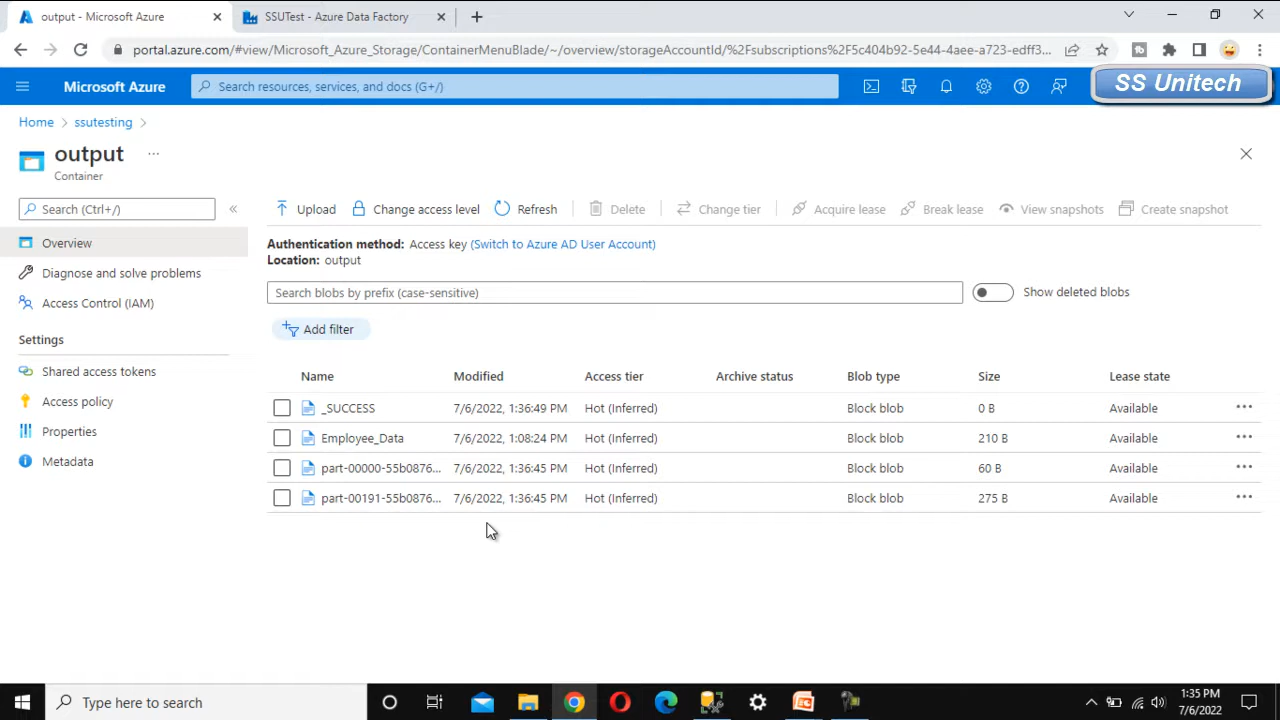 output - Microsoft Azure
SSUTest - Azure Data Factory
portal.azure.com/#view/Microsoft_Azure_Storage/ContainerMenuBlade/~/overview/storageAccountId/%2Fsubscriptions%2F5c404b92-5e44-4aee-a723-edff3...
Microsoft Azure
Search resources, services, and docs (G+/)
SS Unitech
Home > ssutesting >
output ...
Container
Search (Ctrl+/)
Upload Change access level Refresh Delete Change tier Acquire lease Break lease View snapshots Create snapshot
Overview
Diagnose and solve problems
Access Control (IAM)
Settings
Shared access tokens
Access policy
Properties
Metadata
Authentication method: Access key (Switch to Azure AD User Account)
Location: output
Search blobs by prefix (case-sensitive)
Show deleted blobs
Add filter
Name Modified Access tier Archive status Blob type Size Lease state
_SUCCESS 7/6/2022, 1:36:49 PM Hot (Inferred) Block blob 0 B Available
Employee_Data 7/6/2022, 1:08:24 PM Hot (Inferred) Block blob 210 B Available
part-00000-55b0876... 7/6/2022, 1:36:45 PM Hot (Inferred) Block blob 60 B Available
part-00191-55b0876... 7/6/2022, 1:36:45 PM Hot (Inferred) Block blob 275 B Available
Type here to search
1:35 PM
7/6/2022